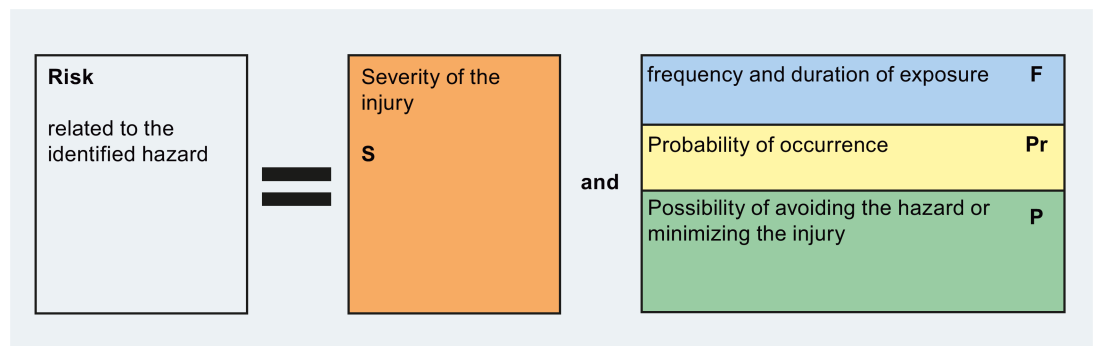 Risk
related to the
identified hazard
Severity of the
injury
S
and
frequency and duration of exposure F
Probability of occurrence Pr
Possibility of avoiding the hazard or
minimizing the injury P